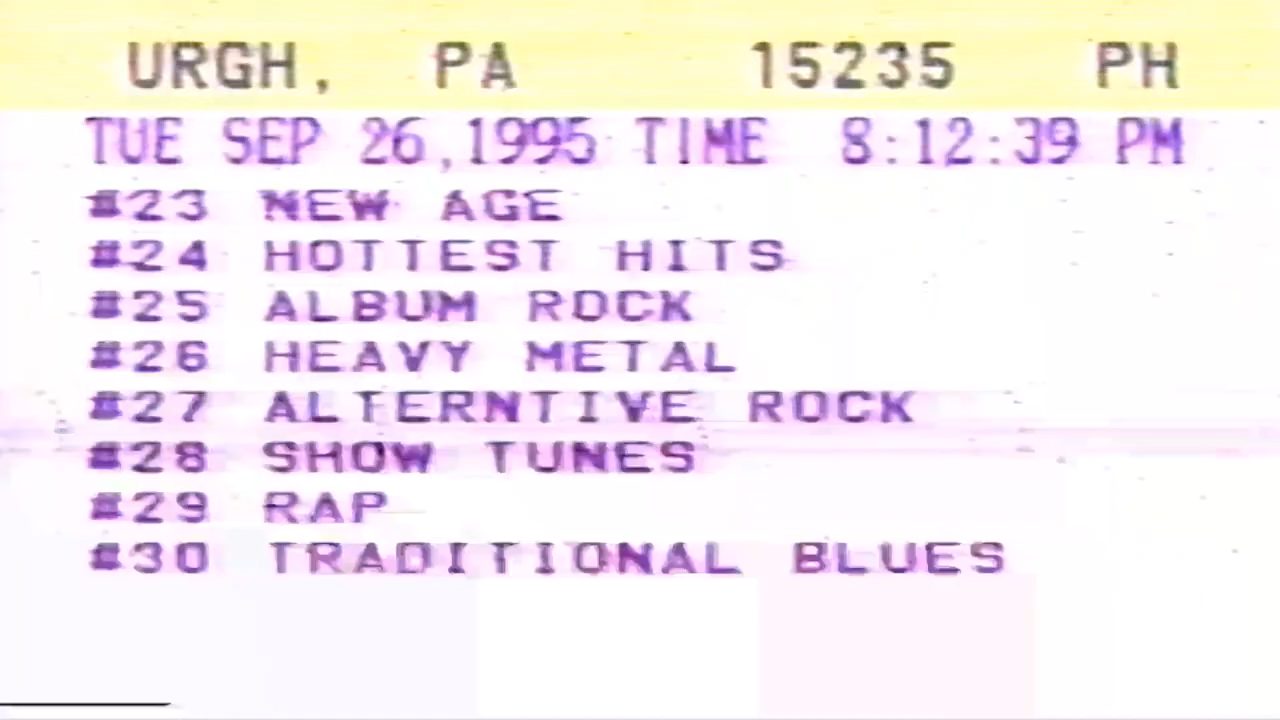 URGH, PA 15235 PH
TUE SEP 26,1995 TIME 8:12:39 PM
#23 NEW AGE
#24 HOTTEST HITS
#25 ALBUM ROCK
#26 HEAVY METAL
#27 ALTERNTIVE ROCK
#28 SHOW TUNES
#29 RAP
#30 TRADITIONAL BLUES